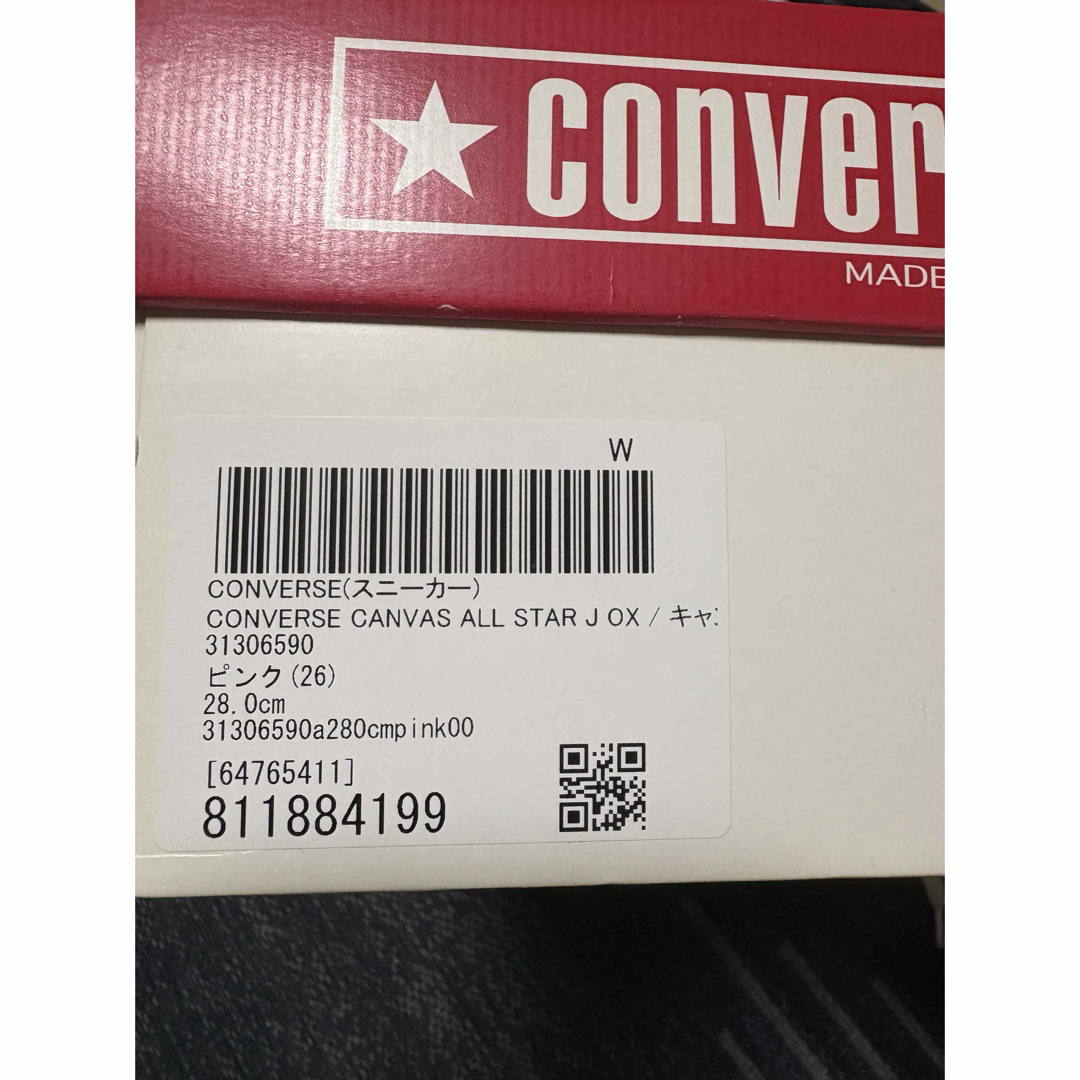 conver
MADE
W
CONVERSE(スニーカー)
CONVERSE CANVAS ALL STAR J OX / キャ
31306590
ピンク(26)
28.0cm
31306590a280cmpink00
[64765411]
811884199